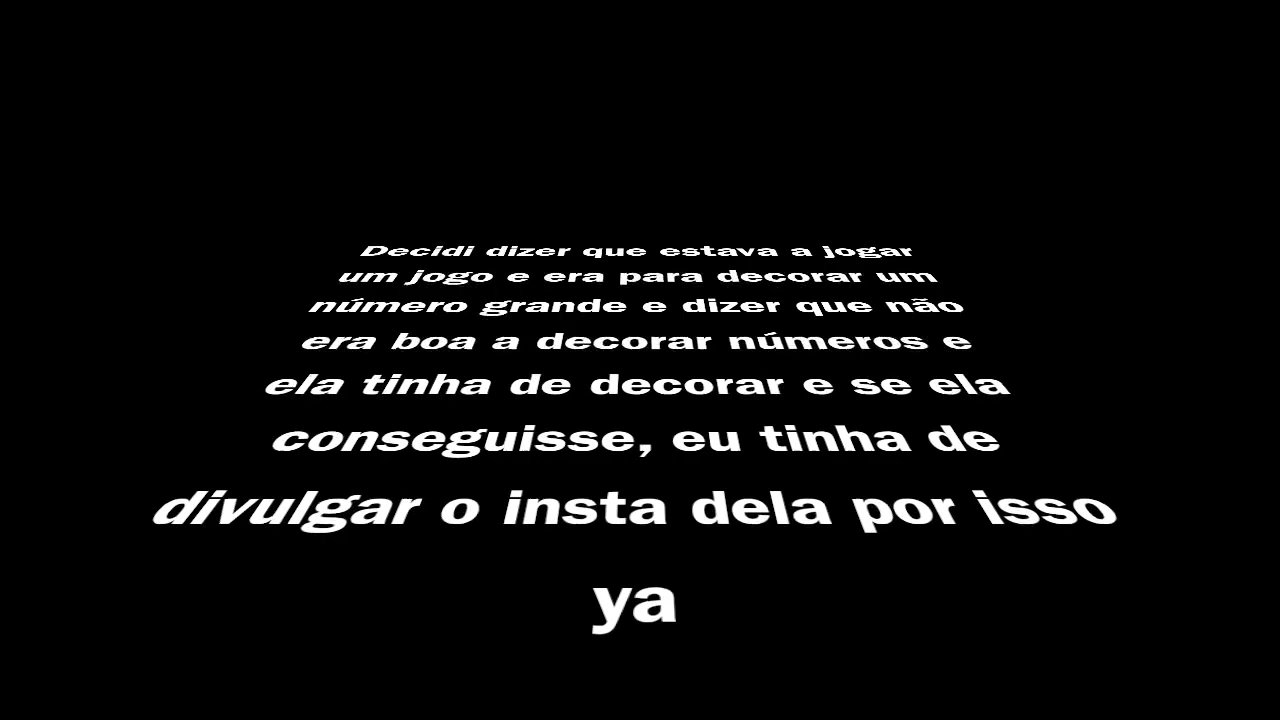 Decidi dizer que estava a jogar
um jogo e era para decorar um
número grande e dizer que não
era boa a decorar números e
ela tinha de decorar e se ela
conseguisse, eu tinha de
divulgar o insta dela por isso
ya